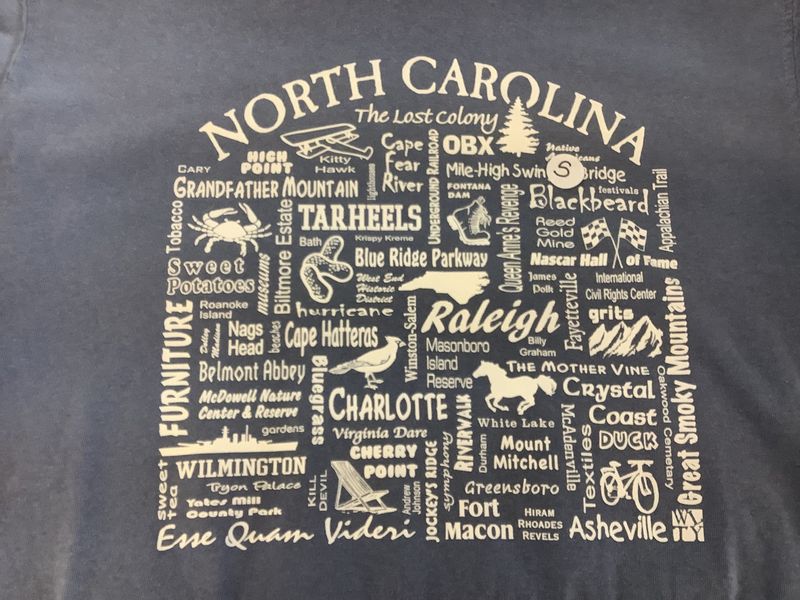 NORTH CAROLINA
The Lost Colony
CARY
HIGH POINT
Kitty Hawk
lighthouses
Cape Fear River
UNDERGROUND RAILROAD
OBX
Native
Mile-High Swin
S
Bridge
GRANDFATHER MOUNTAIN
FONTANA DAM
Queen Anne's Revenge
festivals
Blackbeard
Appalachian Trail
Tobacco
Biltmore Estate
TARHEELS
Krispy Kreme
Bath
Reed Gold Mine
Sweet Potatoes
museums
Blue Ridge Parkway
Nascar Hall of Fame
West End Historic District
James Polk
Fayetteville
International Civil Rights Center
FURNITURE
Roanoke Island
hurricane
Winston-Salem
Raleigh
grits
Great Smoky Mountains
Dolley Madison
Nags Head
beaches
Cape Hatteras
Masonboro Island Reserve
Billy Graham
Belmont Abbey
Bluegrass
THE MOTHER VINE
McDowell Nature Center & Reserve
CHARLOTTE
Crystal Coast
Oakwood Cemetary
gardens
Virginia Dare
RIVERWALK
White Lake
McAdenville
DUCK
WILMINGTON
CHERRY POINT
JOCKEY'S RIDGE
Symphony
Durham
Mount Mitchell
Textiles
Sweet Tea
Tryon Palace
KILL DEVIL
Andrew Johnson
Greensboro
Yates Mill County Park
Fort Macon
HIRAM RHOADES REVELS
Asheville
Esse Quam Videri